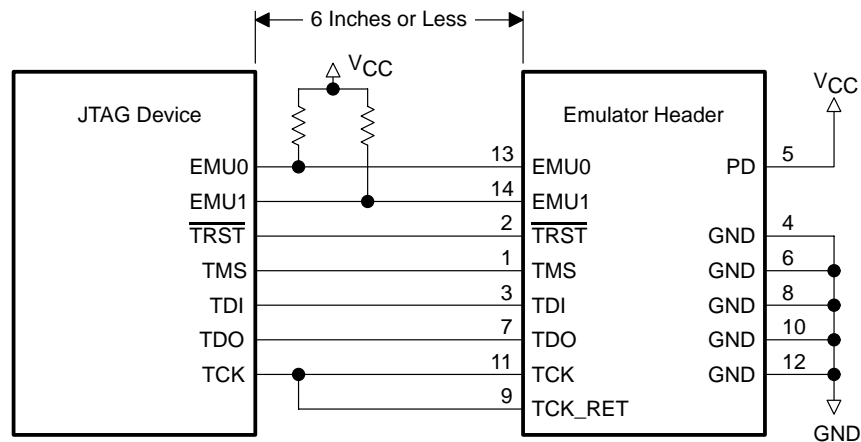 6 Inches or Less
VCC
VCC
JTAG Device
Emulator Header
EMU0 13 EMU0 PD 5
EMU1 14 EMU1
TRST 2 TRST GND 4
TMS 1 TMS GND 6
TDI 3 TDI GND 8
TDO 7 TDO GND 10
TCK 11 TCK GND 12
9 TCK_RET
GND